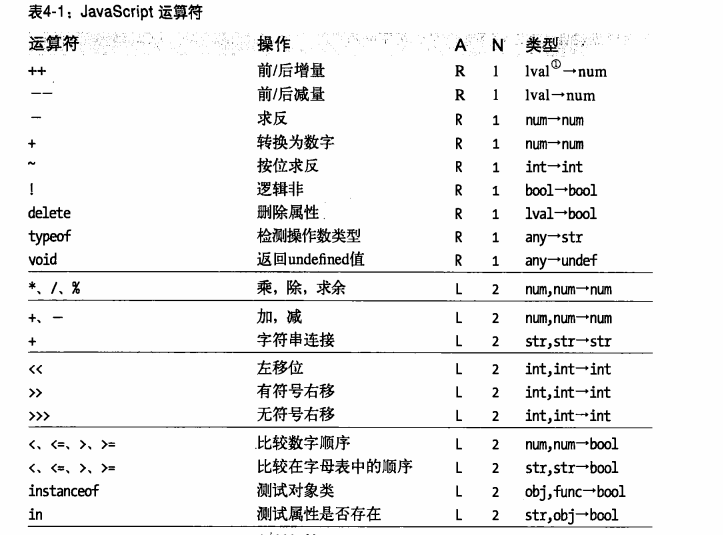 表4-1：JavaScript 运算符
运算符 操作 A N 类型
++ 前/后增量 R 1 lval①→num
−− 前/后减量 R 1 lval→num
− 求反 R 1 num→num
+ 转换为数字 R 1 num→num
~ 按位求反 R 1 int→int
! 逻辑非 R 1 bool→bool
delete 删除属性 R 1 lval→bool
typeof 检测操作数类型 R 1 any→str
void 返回undefined值 R 1 any→undef
*、/、% 乘，除，求余 L 2 num,num→num
+、− 加，减 L 2 num,num→num
+ 字符串连接 L 2 str,str→str
<< 左移位 L 2 int,int→int
>> 有符号右移 L 2 int,int→int
>>> 无符号右移 L 2 int,int→int
<、<=、>、>= 比较数字顺序 L 2 num,num→bool
<、<=、>、>= 比较在字母表中的顺序 L 2 str,str→bool
instanceof 测试对象类 L 2 obj,func→bool
in 测试属性是否存在 L 2 str,obj→bool